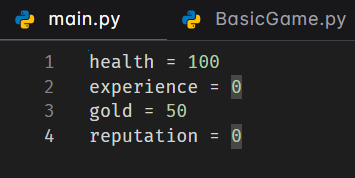 main.py BasicGame.py
1 health = 100
2 experience = 0
3 gold = 50
4 reputation = 0